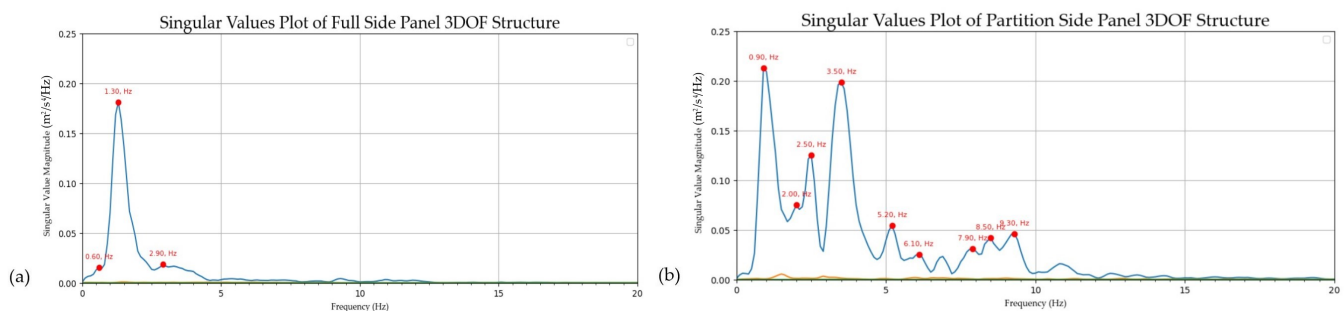 Singular Values Plot of Full Side Panel 3DOF Structure
0.25
0.20
0.15
0.10
0.05
0.00
Singular Value Magnitude (m²/s⁴/Hz)
1.30, Hz
0.60, Hz
2.90, Hz
0
5
10
15
20
Frequency (Hz)
(a)
Singular Values Plot of Partition Side Panel 3DOF Structure
0.25
0.20
0.15
0.10
0.05
0.00
Singular Value Magnitude (m²/s⁴/Hz)
0.90, Hz
3.50, Hz
2.50, Hz
2.00, Hz
5.20, Hz
6.10, Hz
7.90, Hz
8.50, Hz
9.30, Hz
0
5
10
15
20
Frequency (Hz)
(b)